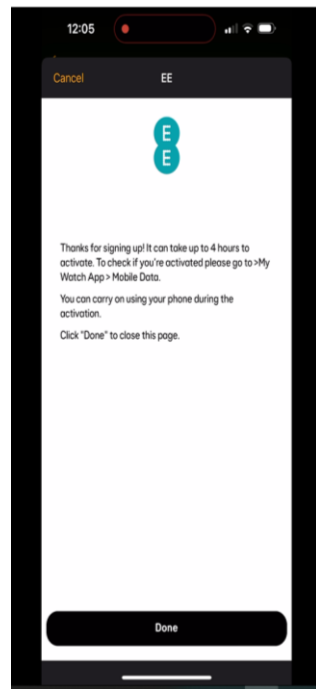 12:05
Cancel
EE
E
E
Thanks for signing up! It can take up to 4 hours to
activate. To check if you're activated please go to >My
Watch App > Mobile Data.
You can carry on using your phone during the
activation.
Click "Done" to close this page.
Done